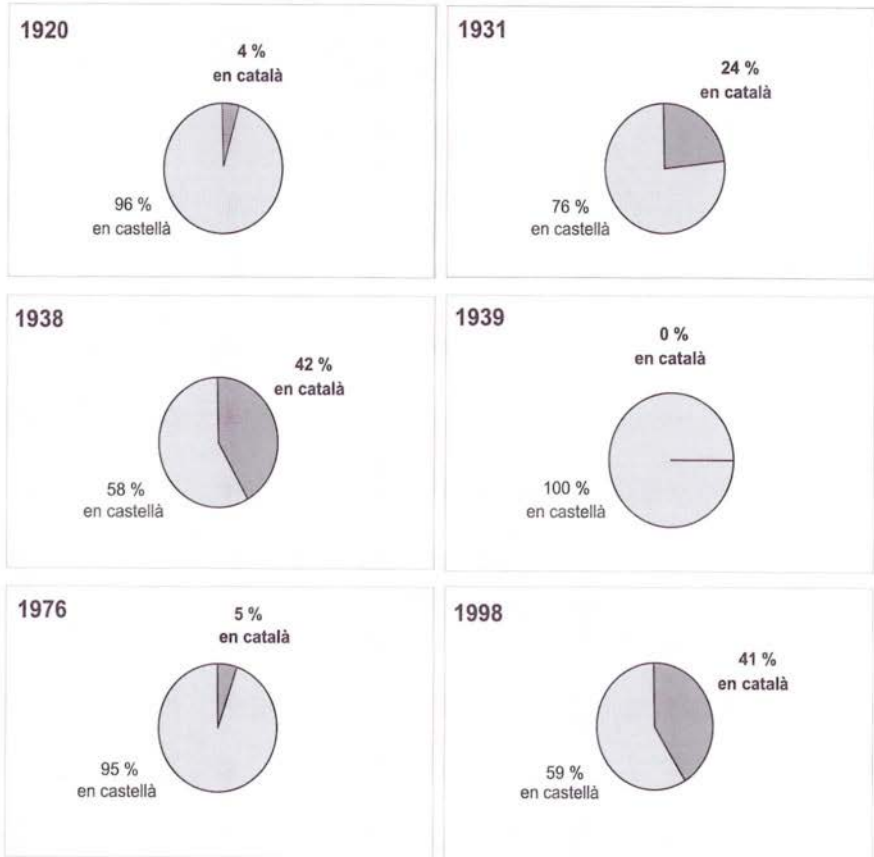 1920
4 %
en català
96 %
en castellà
1931
24 %
en català
76 %
en castellà
1938
42 %
en català
58 %
en castellà
1939
0 %
en català
100 %
en castellà
1976
5 %
en català
95 %
en castellà
1998
41 %
en català
59 %
en castellà